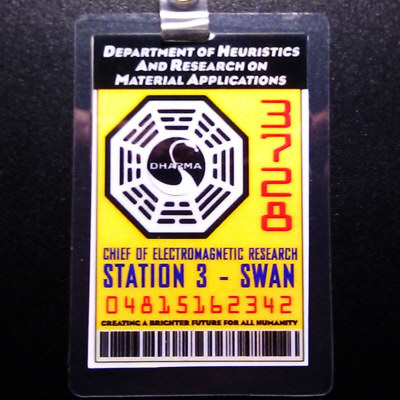 DEPARTMENT OF HEURISTICS
AND RESEARCH ON
MATERIAL APPLICATIONS
DHARMA
3728
CHIEF OF ELECTROMAGNETIC RESEARCH
STATION 3 - SWAN
04815162342
CREATING A BRIGHTER FUTURE FOR ALL HUMANITY